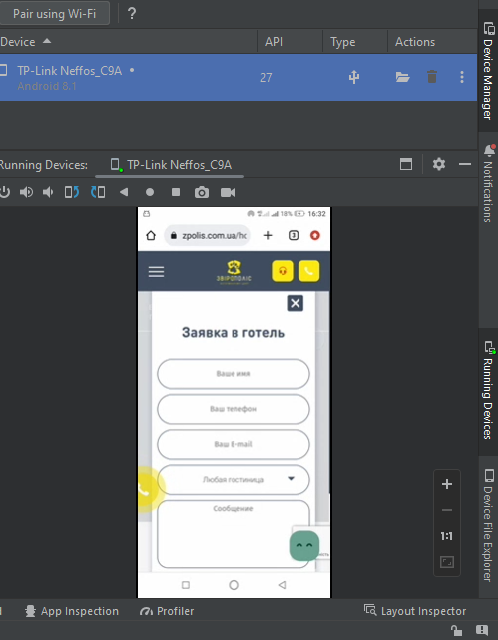 Pair using Wi-Fi ?
Device API Type Actions
TP-Link Neffos_C9A 27
Android 8.1
Running Devices: TP-Link Neffos_C9A
18% 16:32
zpolis.com.ua/ho 3
ЗВІРОПОЛІС
Заявка в готель
Ваше имя
Ваш телефон
Ваш E-mail
Любая гостиница
Сообщение
1:1
App Inspection Profiler Layout Inspector
Device Manager
Notifications
Running Devices
Device File Explorer